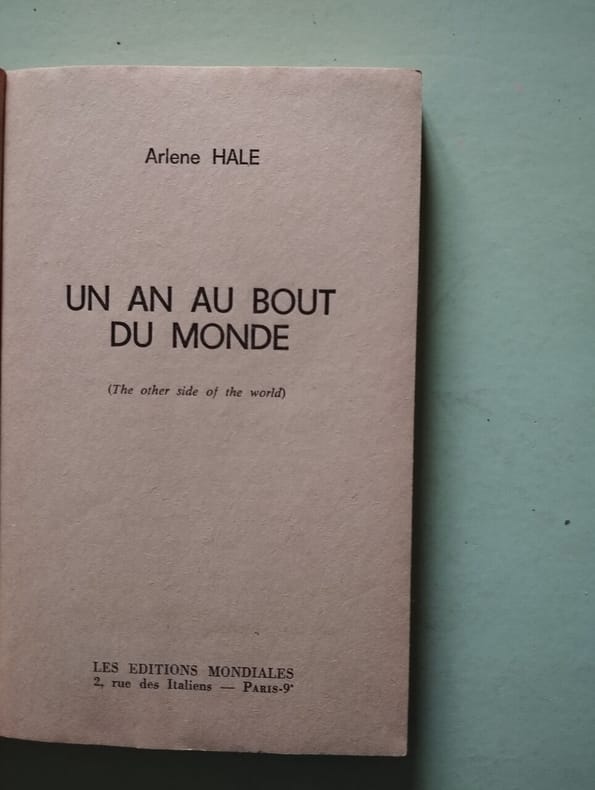 Arlene HALE
UN AN AU BOUT
DU MONDE
(The other side of the world)
LES EDITIONS MONDIALES
2, rue des Italiens — PARIS-9ᵉ